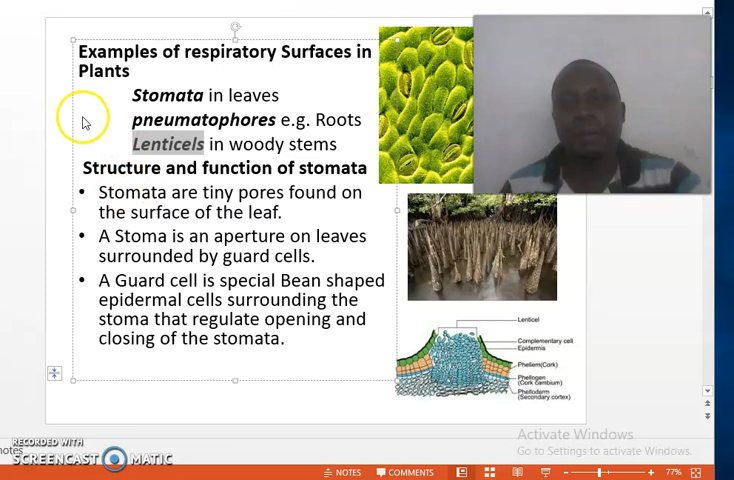 Examples of respiratory Surfaces in
Plants
Stomata in leaves
pneumatophores e.g. Roots
Lenticels in woody stems
Structure and function of stomata
• Stomata are tiny pores found on
the surface of the leaf.
• A Stoma is an aperture on leaves
surrounded by guard cells.
• A Guard cell is special Bean shaped
epidermal cells surrounding the
stoma that regulate opening and
closing of the stomata.
Lenticel
Complementary cell
Epidermis
Phellem(Cork)
Phellogen
(Cork cambium)
Phelloderm
(Secondary cortex)
Activate Windows
Go to Settings to activate Windows.
RECORDED WITH
SCREENCAST MATIC
notes
NOTES
COMMENTS
77%